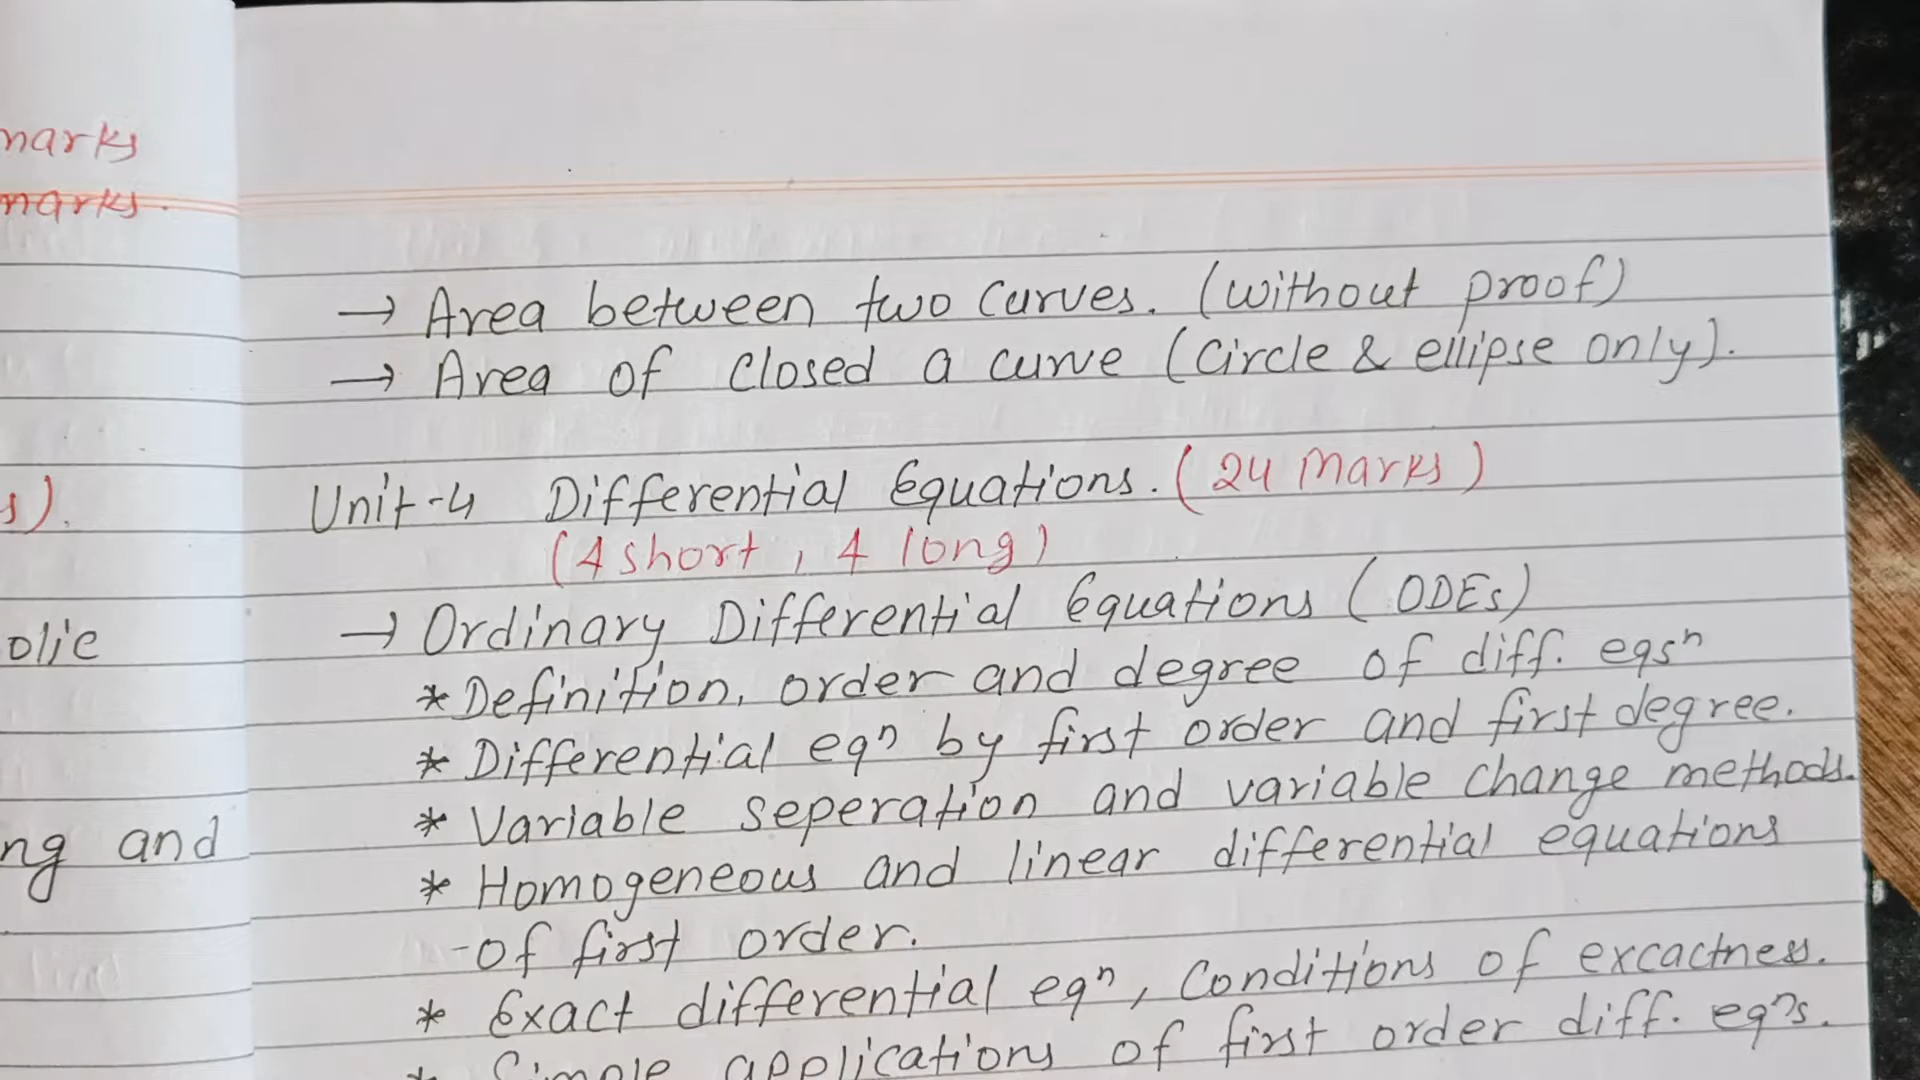 marks
marks.
s).
olic
ng and
→ Area between two curves. (without proof)
→ Area of closed a curve (circle & ellipse only).
Unit-4 Differential Equations. (24 Marks)
(4 short, 4 long)
→ Ordinary Differential Equations (ODEs)
* Definition, order and degree of diff. eqsⁿ
* Differential eqⁿ by first order and first degree.
* Variable seperation and variable change methods.
* Homogeneous and linear differential equations
-of first order.
* Exact differential eqⁿ, Conditions of excactness.
* Simple applications of first order diff. eqⁿs.